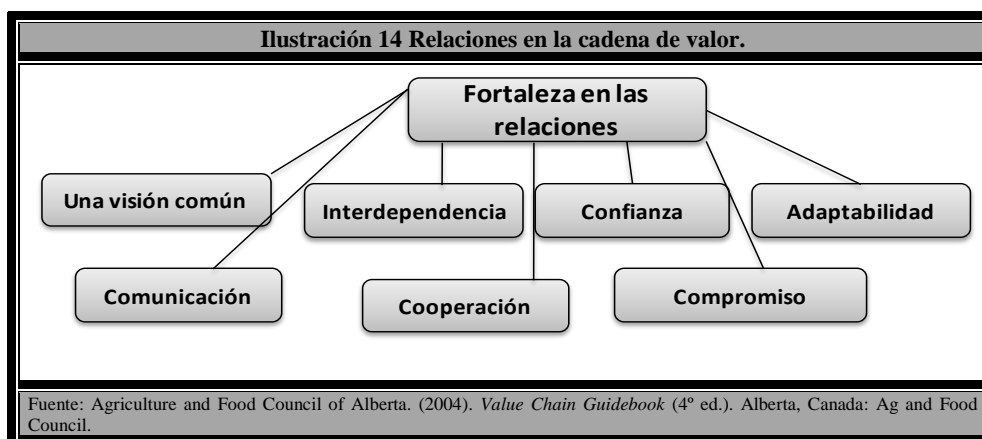 Ilustración 14 Relaciones en la cadena de valor.
Fortaleza en las
relaciones
Una visión común
Interdependencia
Confianza
Adaptabilidad
Comunicación
Cooperación
Compromiso
Fuente: Agriculture and Food Council of Alberta. (2004). Value Chain Guidebook (4º ed.). Alberta, Canada: Ag and Food
Council.